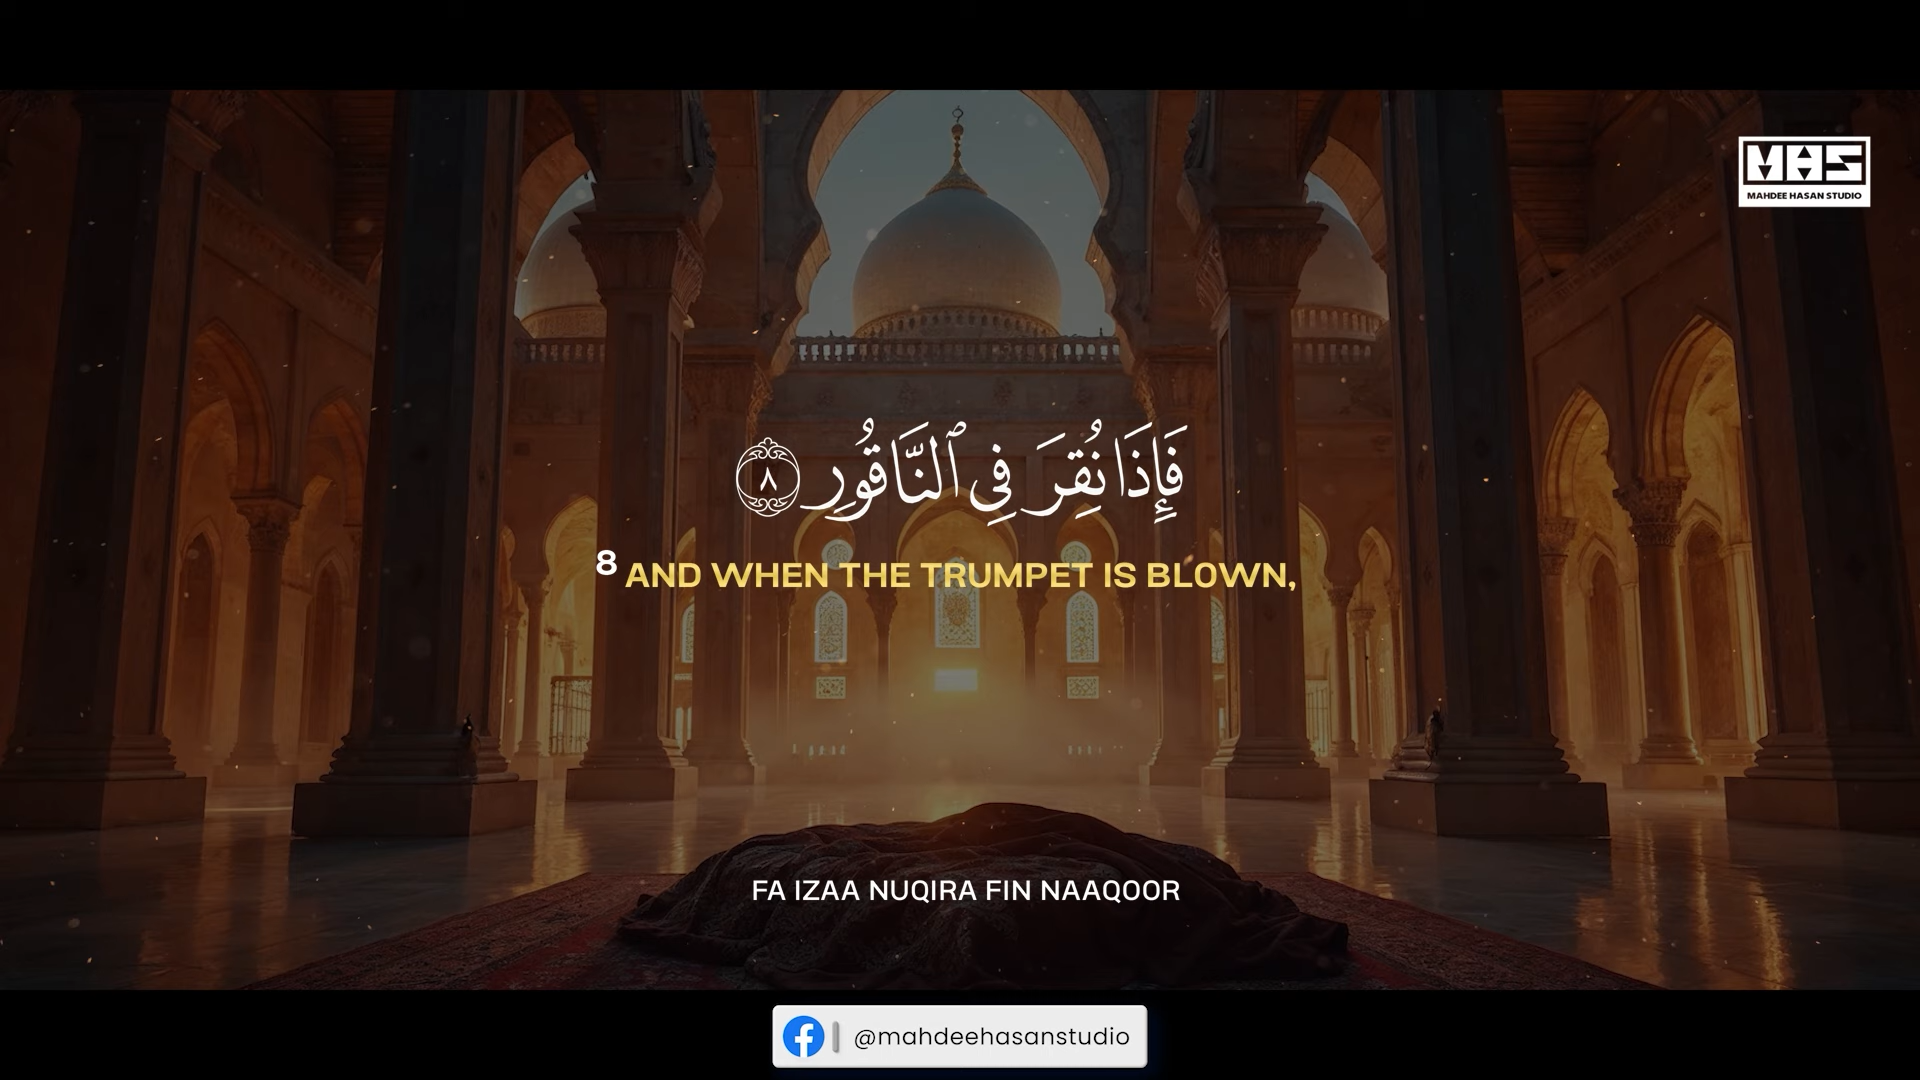 MHS
MAHDEE HASAN STUDIO
فَإِذَا نُقِرَ فِى ٱلنَّاقُورِ ٨
8 AND WHEN THE TRUMPET IS BLOWN,
FA IZAA NUQIRA FIN NAAQOOR
@mahdeehasanstudio